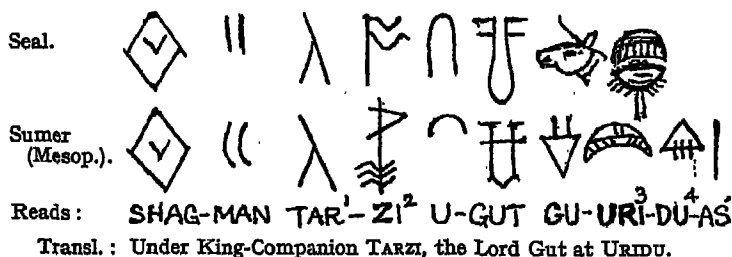 Seal.
Sumer
(Mesop.).
Reads: SHAG-MAN TAR¹-ZI² U-GUT GU-URI³-DU⁴-AŚ
Transl.: Under King-Companion TARZI, the Lord Gut at URIDU.